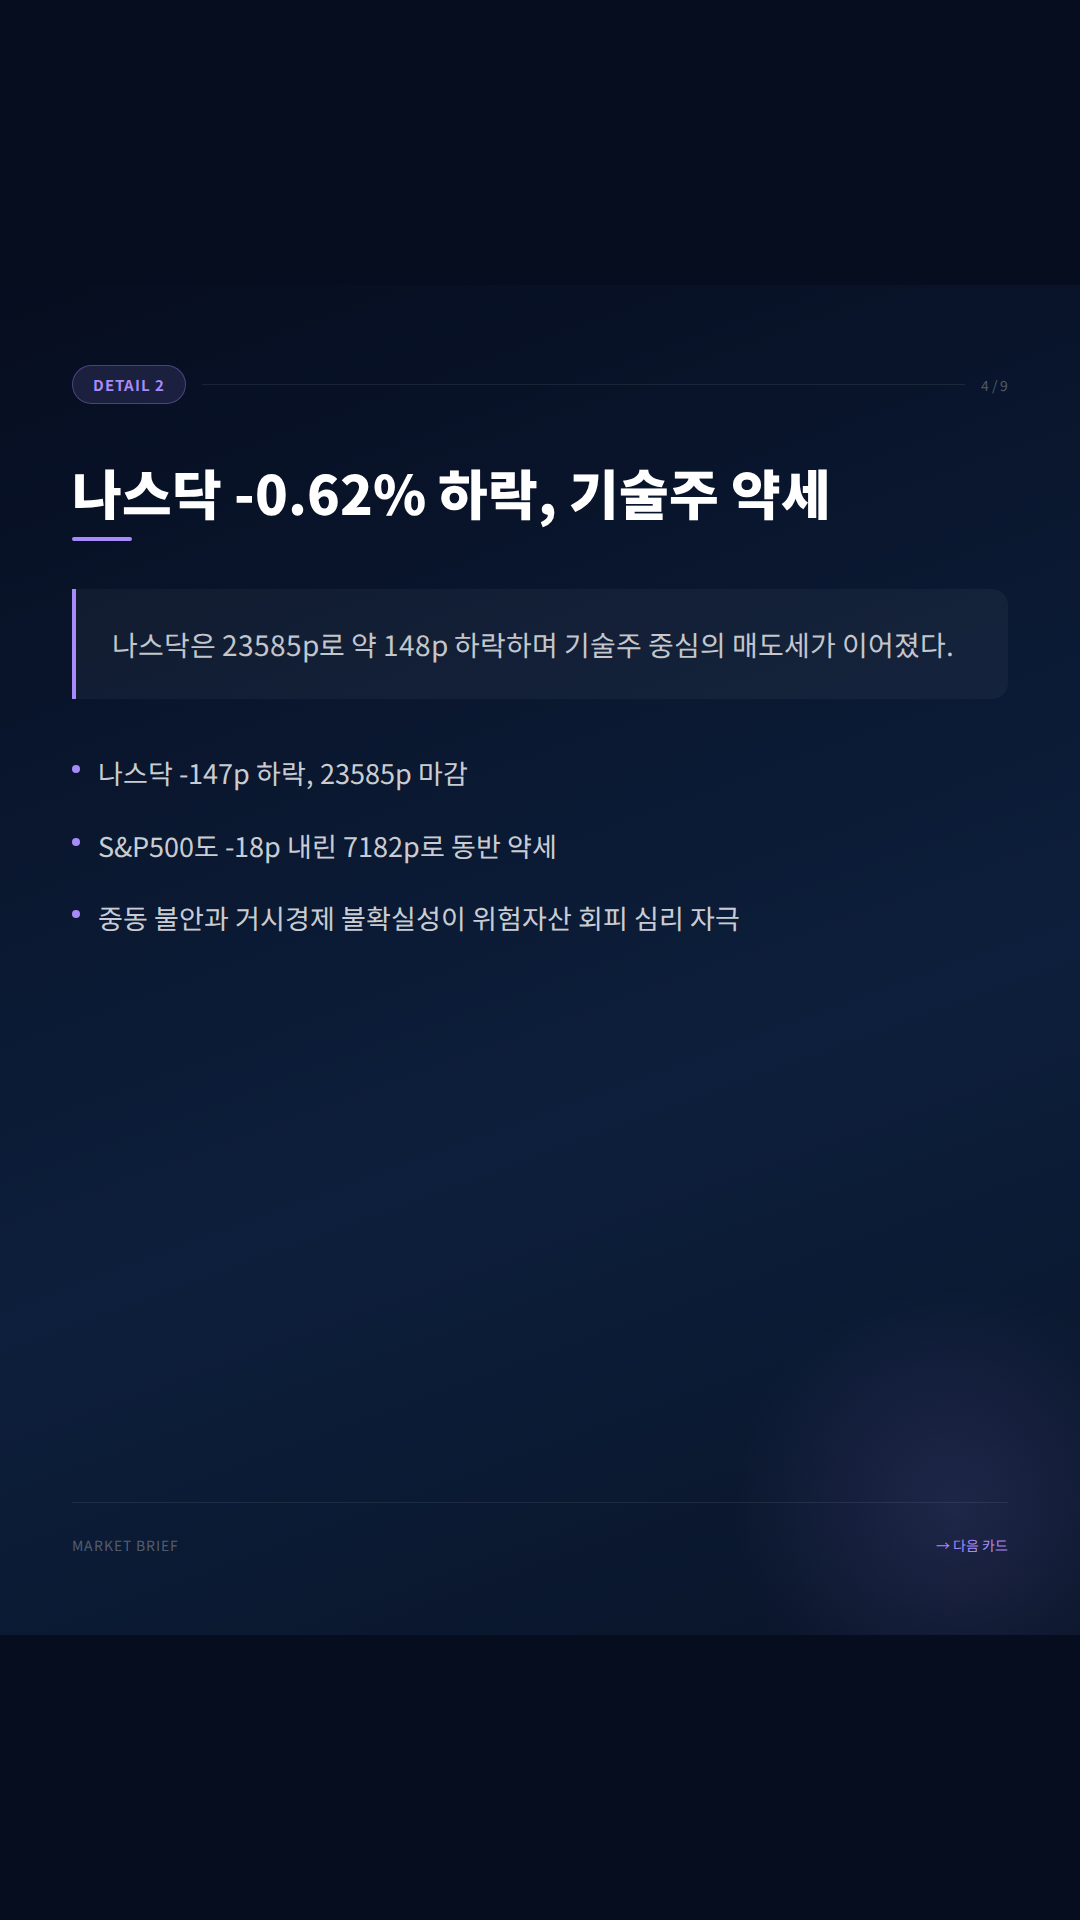 DETAIL 2
4 / 9
나스닥 -0.62% 하락, 기술주 약세
나스닥은 23585p로 약 148p 하락하며 기술주 중심의 매도세가 이어졌다.
나스닥 -147p 하락, 23585p 마감
S&P500도 -18p 내린 7182p로 동반 약세
중동 불안과 거시경제 불확실성이 위험자산 회피 심리 자극
MARKET BRIEF
→ 다음 카드